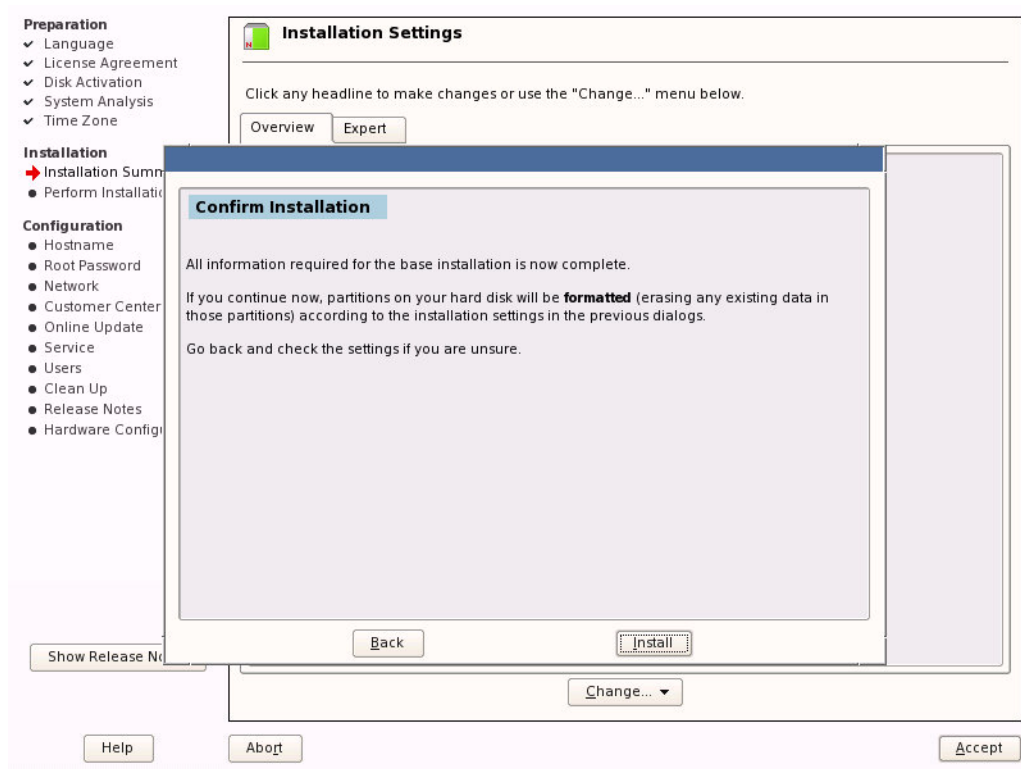 Preparation
Language
License Agreement
Disk Activation
System Analysis
Time Zone
Installation
Installation Summ
Perform Installatio
Configuration
Hostname
Root Password
Network
Customer Center
Online Update
Service
Users
Clean Up
Release Notes
Hardware Configu
Show Release No
Help
N
Installation Settings
Click any headline to make changes or use the "Change..." menu below.
Overview
Expert
Confirm Installation
All information required for the base installation is now complete.
If you continue now, partitions on your hard disk will be formatted (erasing any existing data in
those partitions) according to the installation settings in the previous dialogs.
Go back and check the settings if you are unsure.
Back
Install
Change...
Abort
Accept